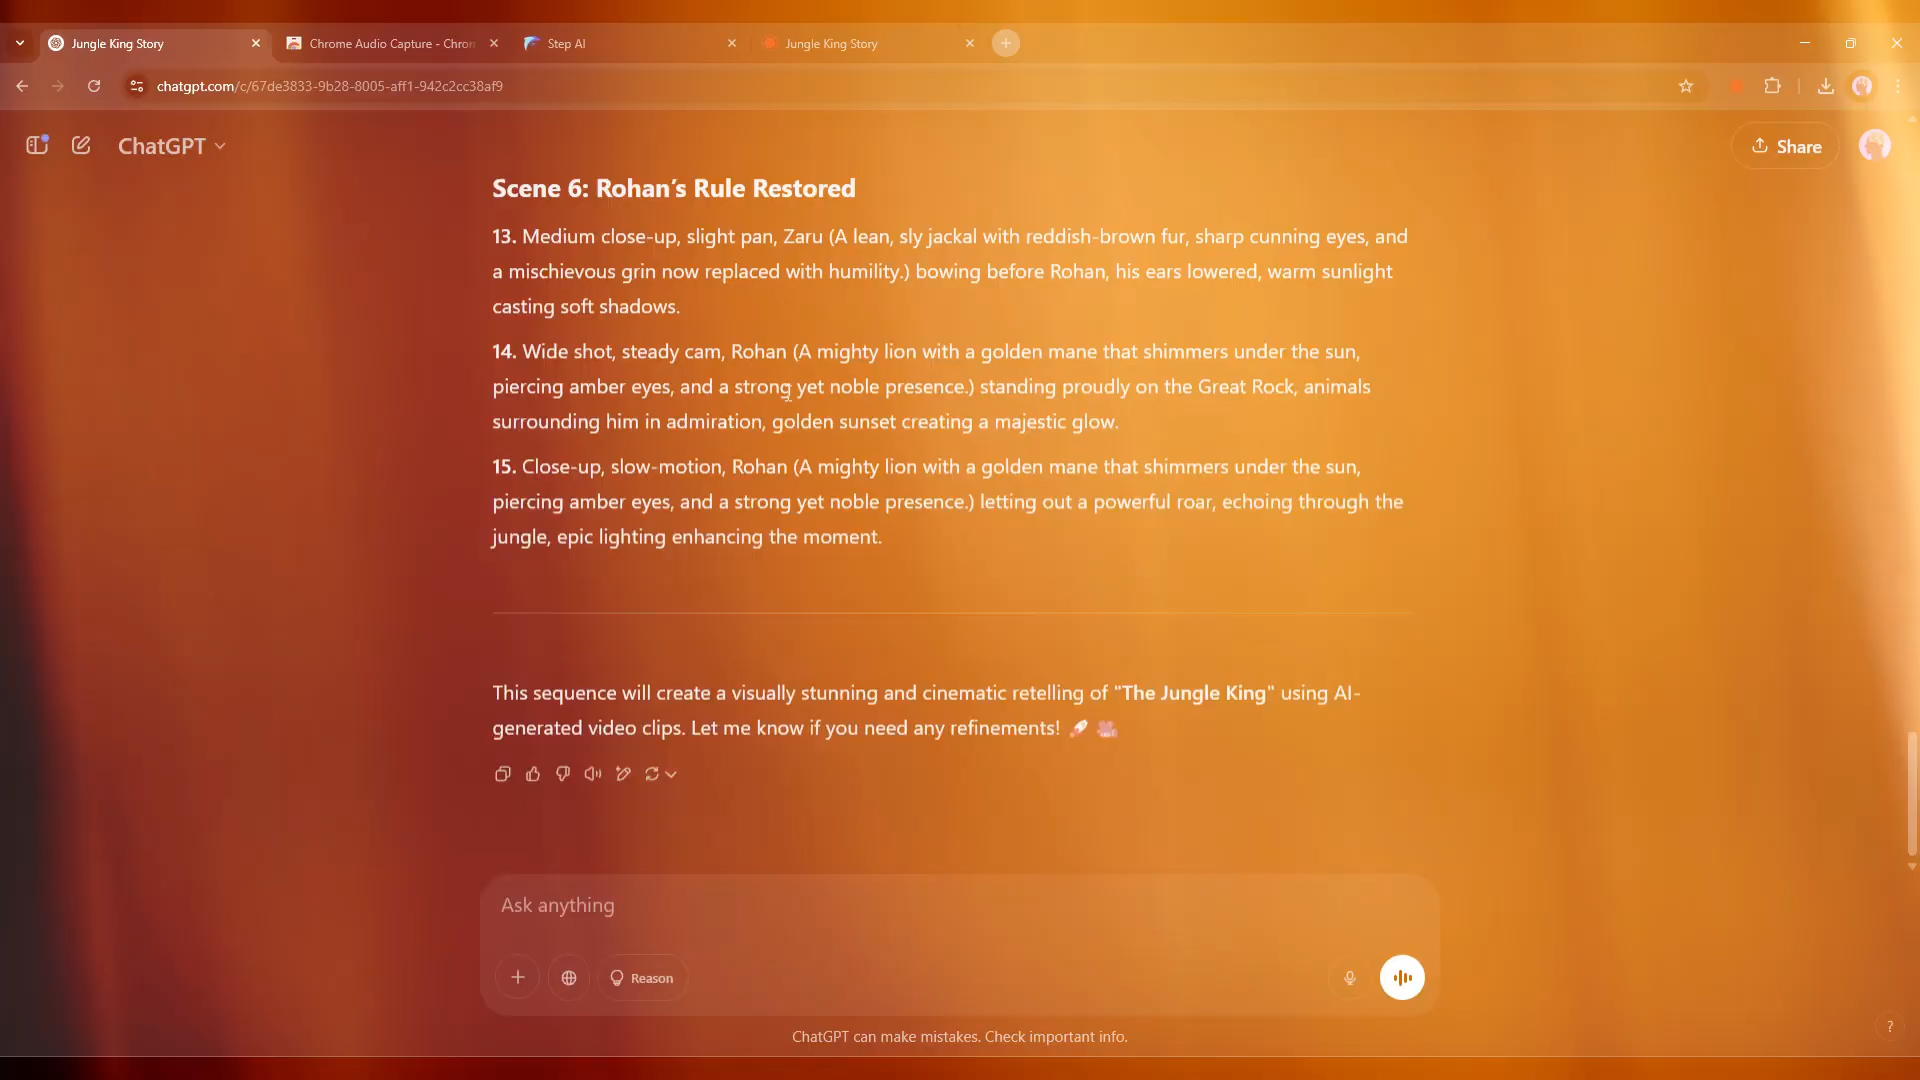 Jungle King Story
Chrome Audio Capture - Chron
Step AI
Jungle King Story
chatgpt.com/c/67de3833-9b28-8005-aff1-942c2cc38af9
ChatGPT
Share
Scene 6: Rohan's Rule Restored
13. Medium close-up, slight pan, Zaru (A lean, sly jackal with reddish-brown fur, sharp cunning eyes, and
a mischievous grin now replaced with humility.) bowing before Rohan, his ears lowered, warm sunlight
casting soft shadows.
14. Wide shot, steady cam, Rohan (A mighty lion with a golden mane that shimmers under the sun,
piercing amber eyes, and a strong yet noble presence.) standing proudly on the Great Rock, animals
surrounding him in admiration, golden sunset creating a majestic glow.
15. Close-up, slow-motion, Rohan (A mighty lion with a golden mane that shimmers under the sun,
piercing amber eyes, and a strong yet noble presence.) letting out a powerful roar, echoing through the
jungle, epic lighting enhancing the moment.
This sequence will create a visually stunning and cinematic retelling of "The Jungle King" using AI-
generated video clips. Let me know if you need any refinements! 🚀 🎬
Ask anything
Reason
ChatGPT can make mistakes. Check important info.
?